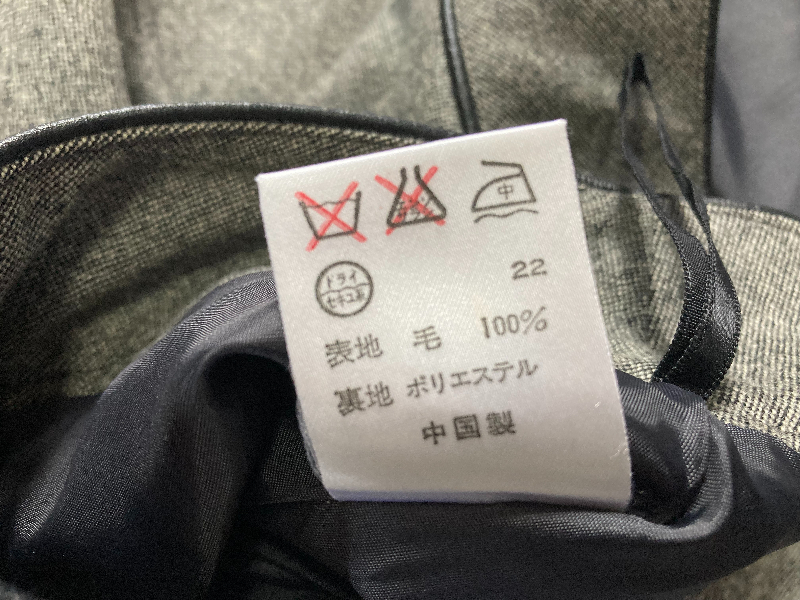 中
ドライ
セキユ系
22
表地 毛 100%
裏地 ポリエステル
中国製